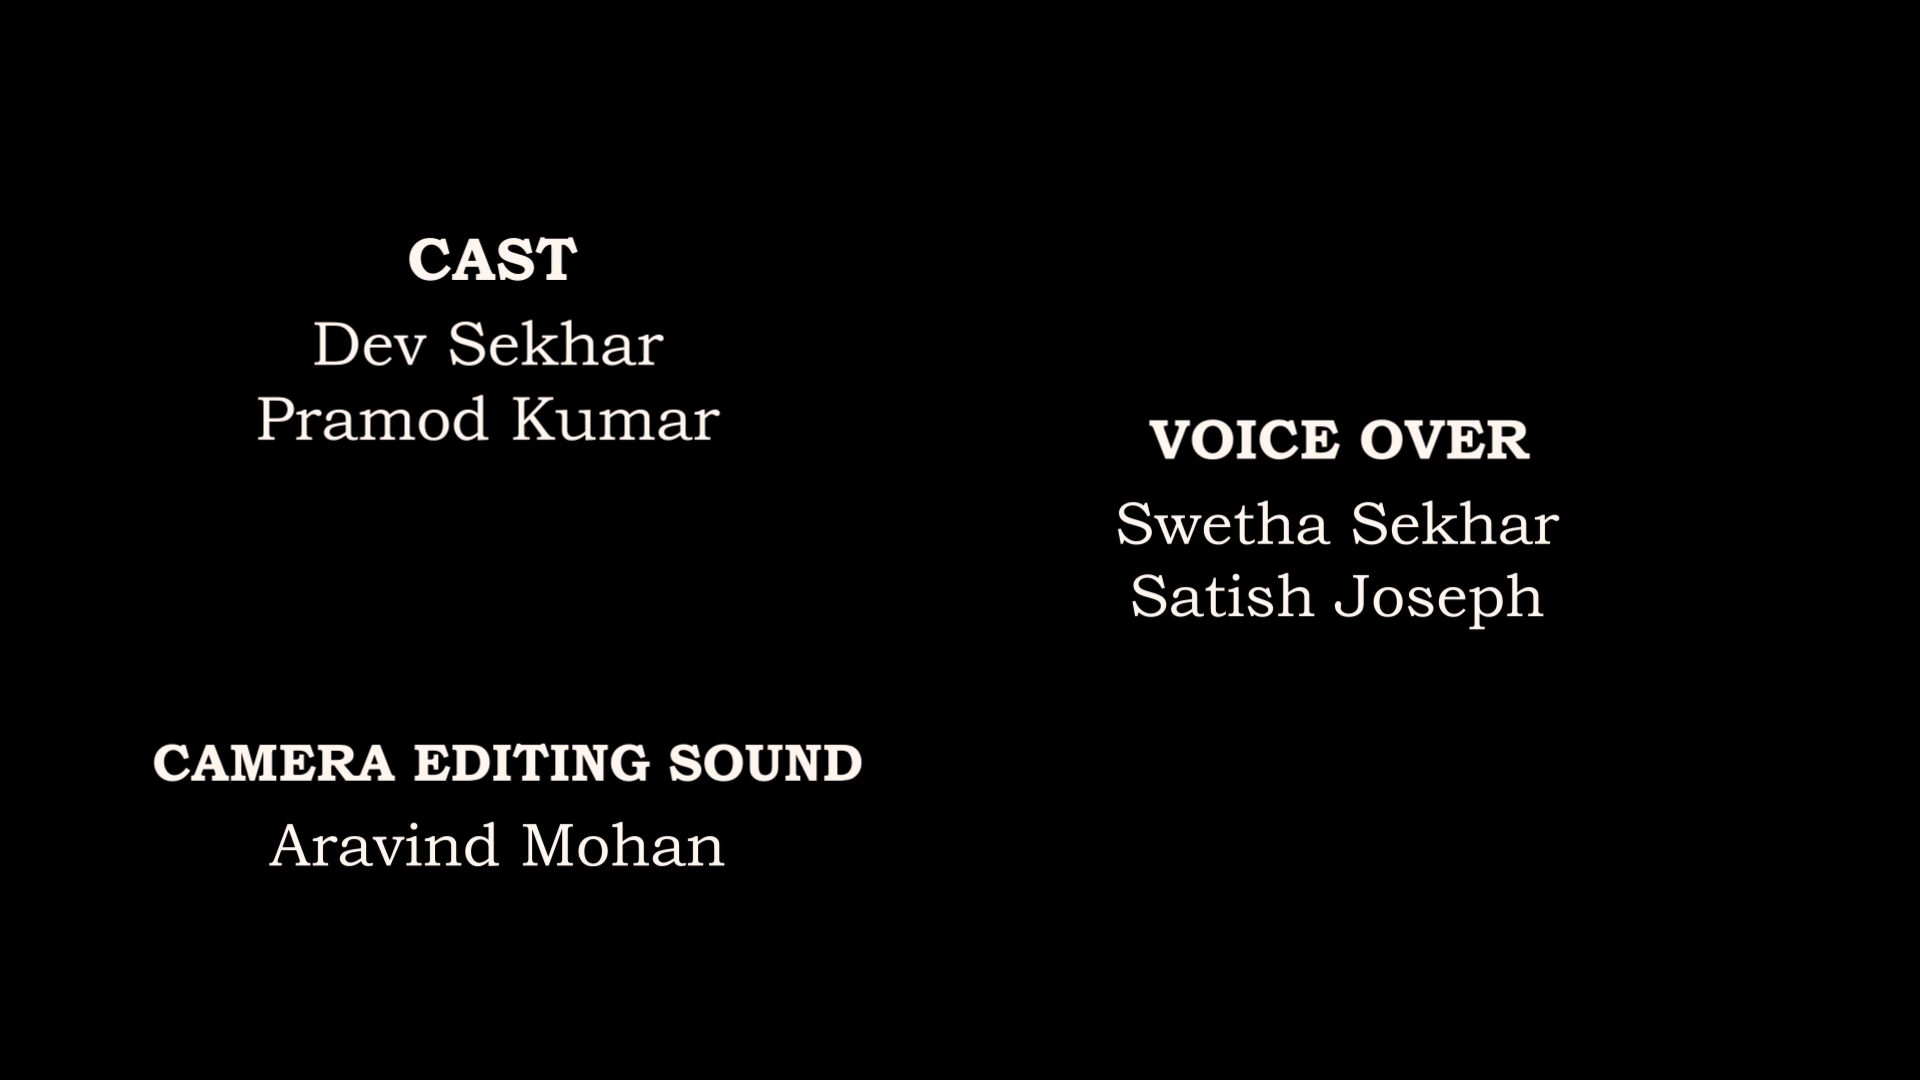 CAST
Dev Sekhar
Pramod Kumar
VOICE OVER
Swetha Sekhar
Satish Joseph
CAMERA EDITING SOUND
Aravind Mohan